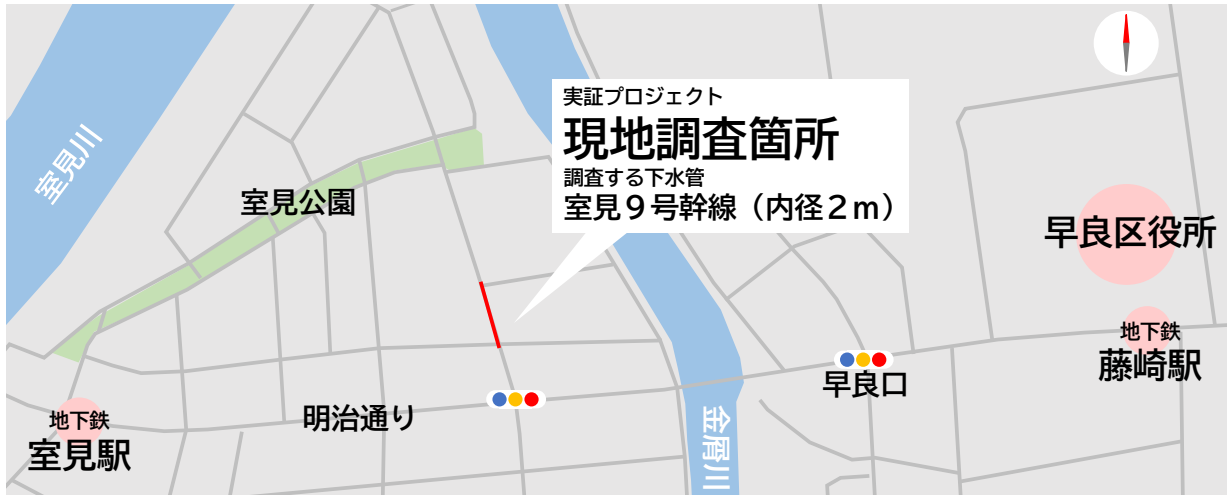 実証プロジェクト
現地調査箇所
調査する下水管
室見９号幹線（内径２ｍ）
室見川
室見公園
早良区役所
地下鉄
藤崎駅
早良口
明治通り
地下鉄
室見駅
金屑川